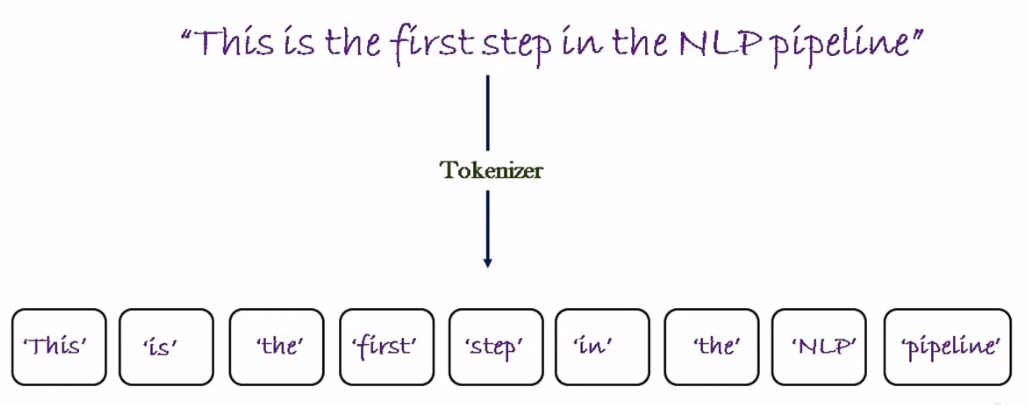 “This is the first step in the NLP pipeline”
Tokenizer
‘This’ ‘is’ ‘the’ ‘first’ ‘step’ ‘in’ ‘the’ ‘NLP’ ‘pipeline’